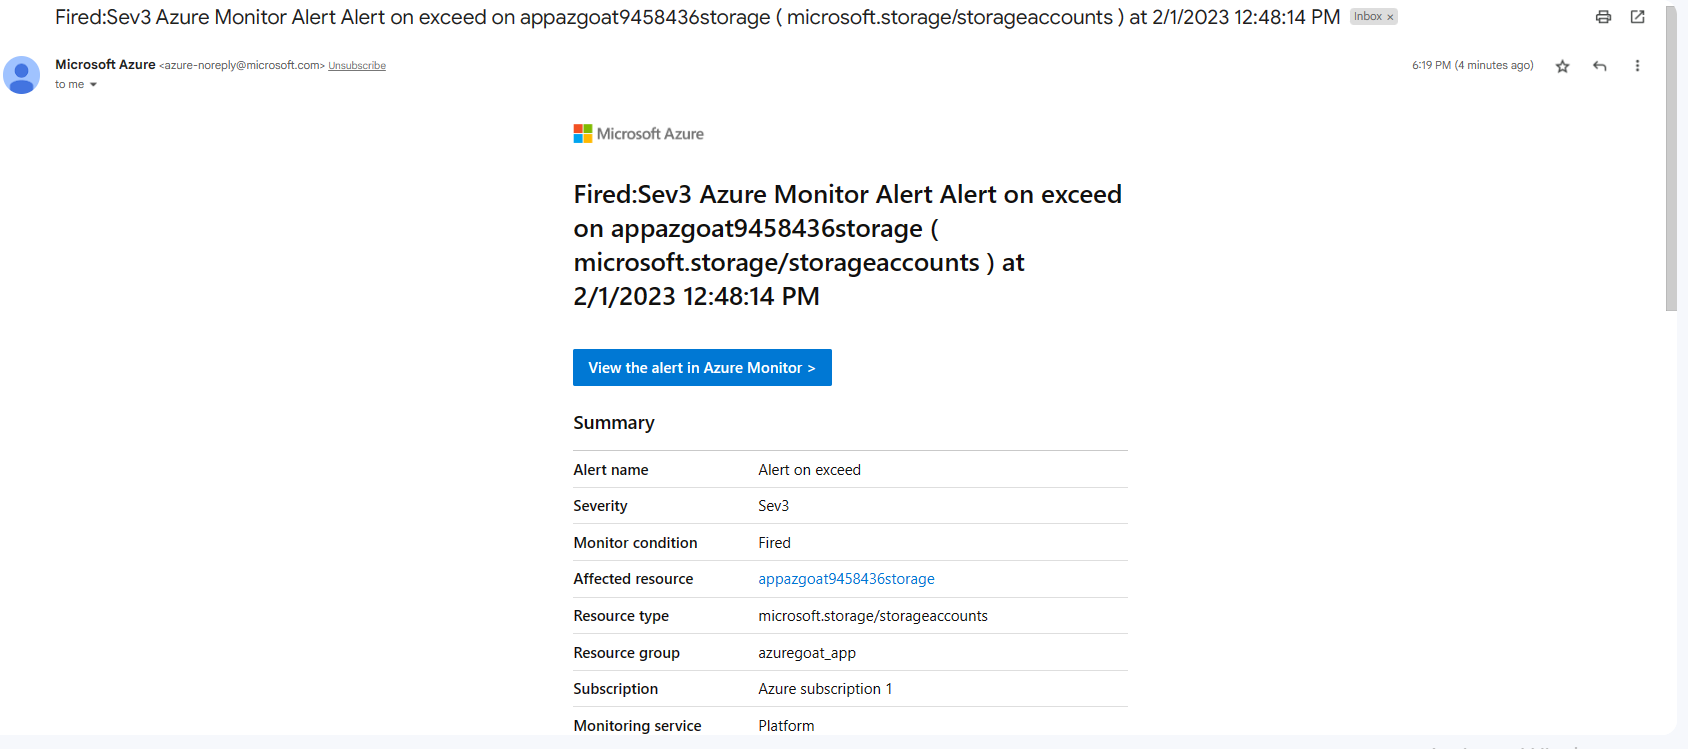 Fired:Sev3 Azure Monitor Alert Alert on exceed on appazgoat9458436storage ( microsoft.storage/storageaccounts ) at 2/1/2023 12:48:14 PM Inbox ×
Microsoft Azure <azure-noreply@microsoft.com> Unsubscribe 6:19 PM (4 minutes ago)
to me
Microsoft Azure
Fired:Sev3 Azure Monitor Alert Alert on exceed
on appazgoat9458436storage (
microsoft.storage/storageaccounts ) at
2/1/2023 12:48:14 PM
View the alert in Azure Monitor >
Summary
Alert name Alert on exceed
Severity Sev3
Monitor condition Fired
Affected resource appazgoat9458436storage
Resource type microsoft.storage/storageaccounts
Resource group azuregoat_app
Subscription Azure subscription 1
Monitoring service Platform